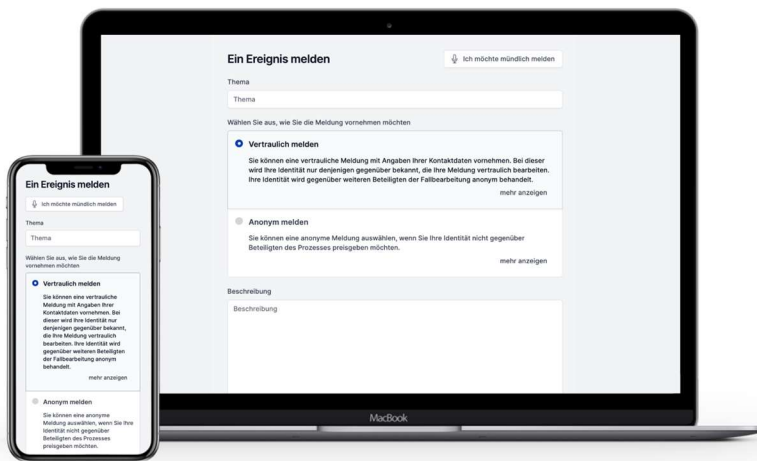 Ein Ereignis melden
Ich möchte mündlich melden
Thema
Thema
Wählen Sie aus, wie Sie die Meldung vornehmen möchten
Vertraulich melden
Sie können eine vertrauliche Meldung mit Angaben Ihrer Kontaktdaten vornehmen. Bei dieser
wird Ihre Identität nur denjenigen gegenüber bekannt, die Ihre Meldung vertraulich bearbeiten.
Ihre Identität wird gegenüber weiteren Beteiligten der Fallbearbeitung anonym behandelt.
mehr anzeigen
Anonym melden
Sie können eine anonyme Meldung auswählen, wenn Sie Ihre Identität nicht gegenüber
Beteiligten des Prozesses preisgeben möchten.
mehr anzeigen
Beschreibung
Beschreibung
MacBook
Ein Ereignis melden
Ich möchte mündlich melden
Thema
Thema
Wählen Sie aus, wie Sie die Meldung
vornehmen möchten
Vertraulich melden
Sie können eine vertrauliche
Meldung mit Angaben Ihrer
Kontaktdaten vornehmen. Bei
dieser wird Ihre Identität nur
denjenigen gegenüber bekannt,
die Ihre Meldung vertraulich
bearbeiten. Ihre Identität wird
gegenüber weiteren Beteiligten
der Fallbearbeitung anonym
behandelt.
mehr anzeigen
Anonym melden
Sie können eine anonyme
Meldung auswählen, wenn Sie Ihre
Identität nicht gegenüber
Beteiligten des Prozesses
preisgeben möchten.